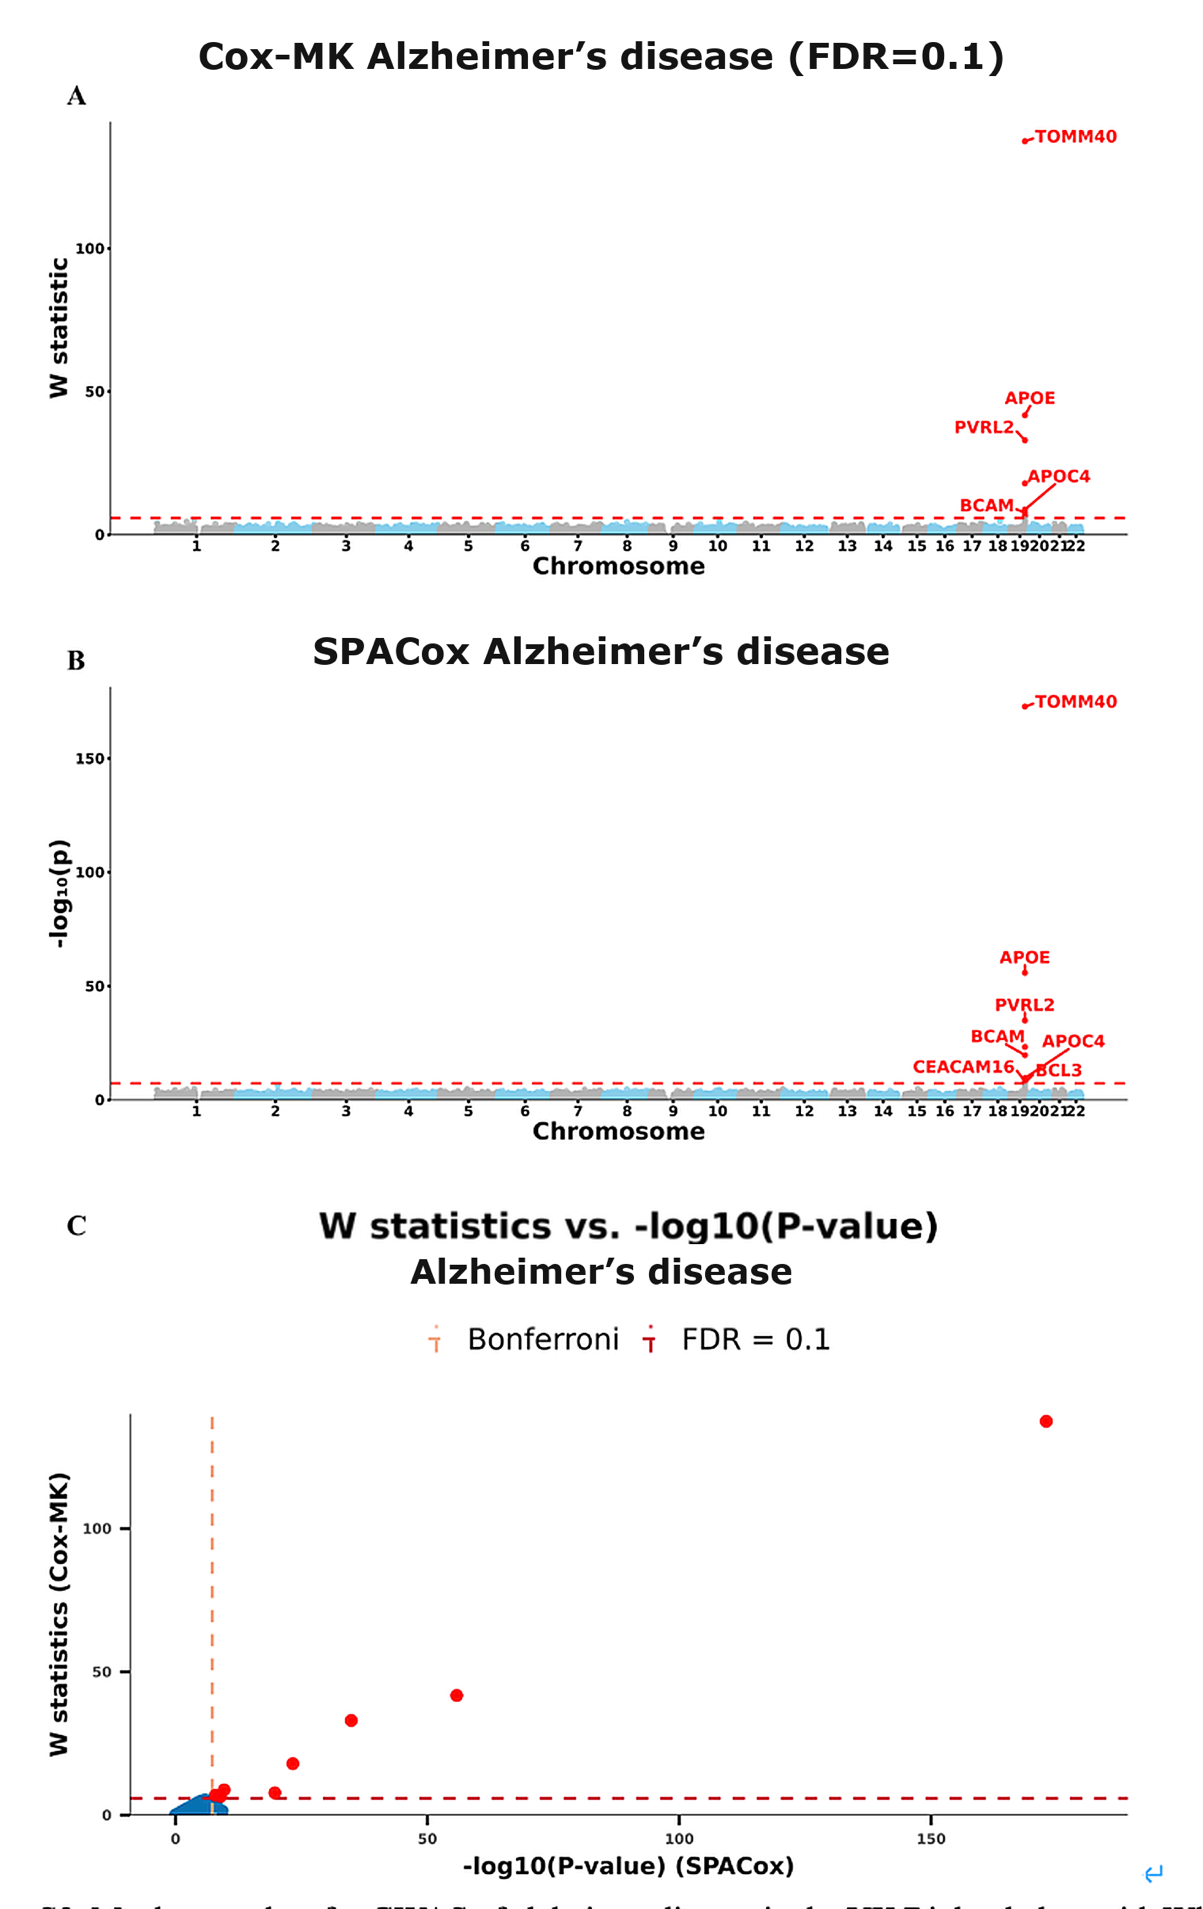 Cox–MK Alzheimer’s disease (FDR=0.1)
A
TOMM40
100
W statistic
50
APOE
PVRL2
APOC4
BCAM
0
1 2 3 4 5 6 7 8 9 10 11 12 13 14 15 16 17 18 19 20 21 22
Chromosome
B
SPACox Alzheimer’s disease
TOMM40
150
100
-log₁₀(p)
APOE
50
PVRL2
BCAM
APOC4
CEACAM16
BCL3
0
1 2 3 4 5 6 7 8 9 10 11 12 13 14 15 16 17 18 19 20 21 22
Chromosome
C
W statistics vs. -log10(P-value)
Alzheimer’s disease
Bonferroni FDR = 0.1
W statistics (Cox-MK)
100
50
0
0 50 100 150
-log10(P-value) (SPACox)